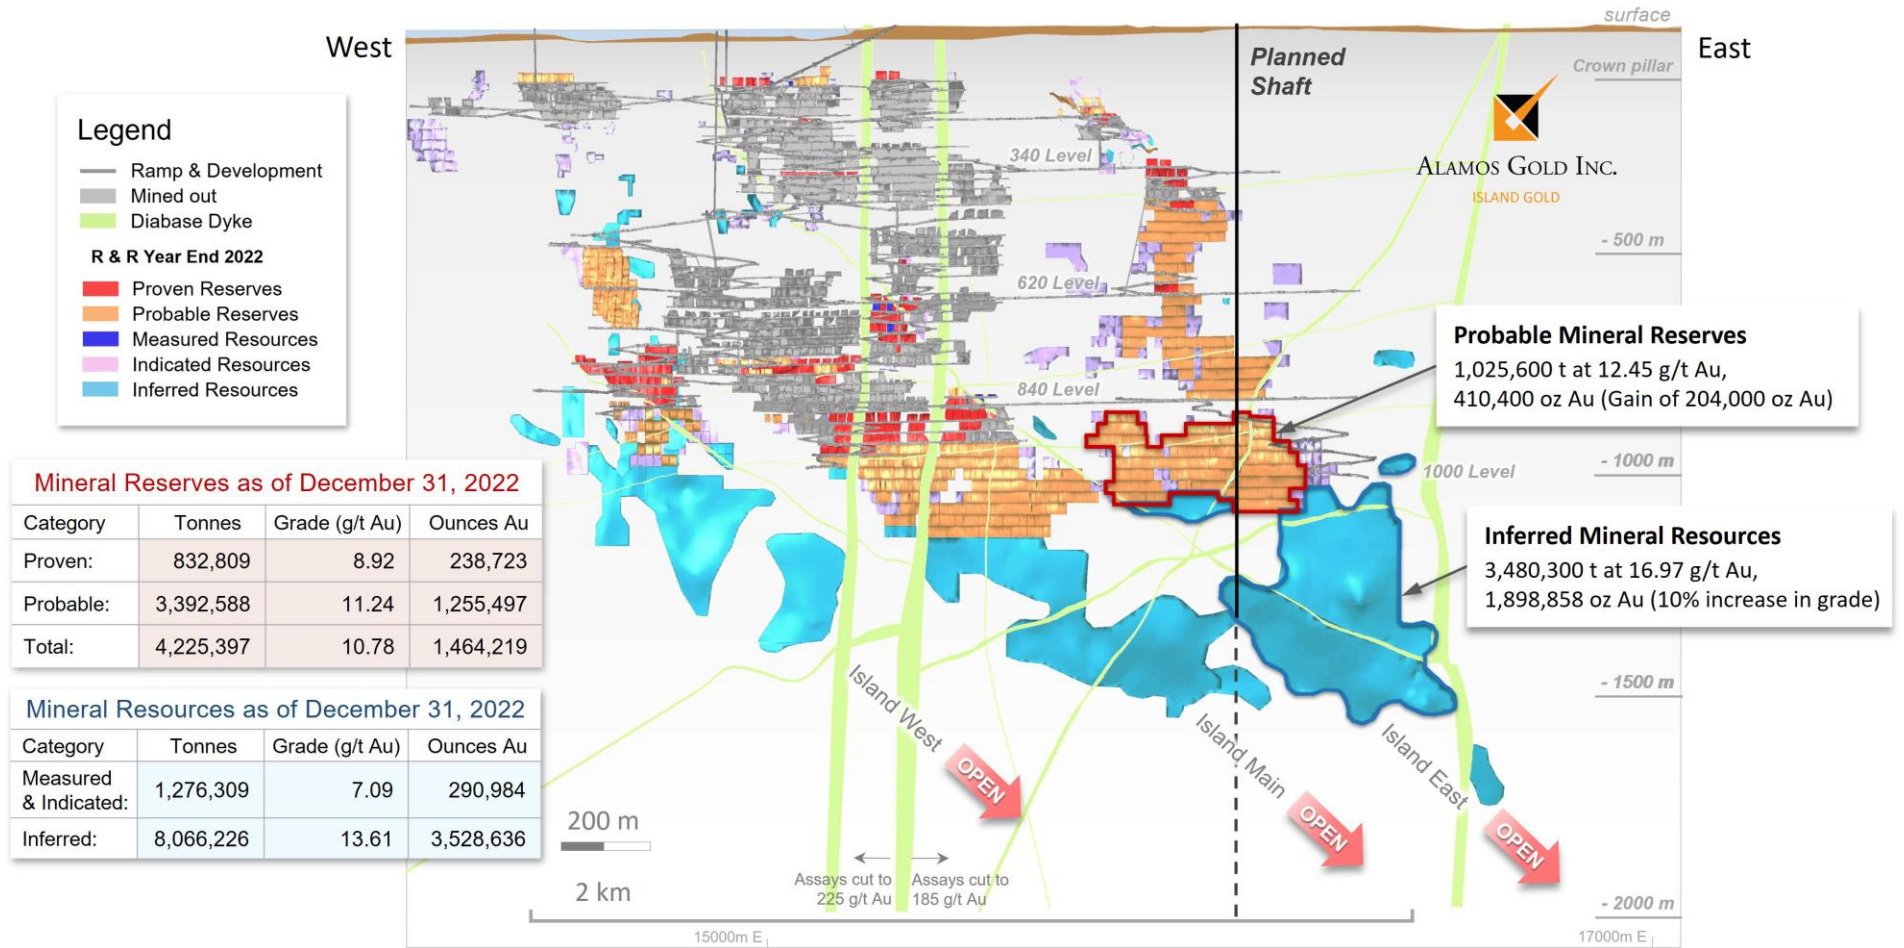 West
East
surface
Crown pillar
Planned
Shaft
ALAMOS GOLD INC.
ISLAND GOLD
Legend
Ramp & Development
Mined out
Diabase Dyke
R & R Year End 2022
Proven Reserves
Probable Reserves
Measured Resources
Indicated Resources
Inferred Resources
340 Level
- 500 m
620 Level
Probable Mineral Reserves
1,025,600 t at 12.45 g/t Au,
410,400 oz Au (Gain of 204,000 oz Au)
840 Level
1000 Level
- 1000 m
Mineral Reserves as of December 31, 2022
Category Tonnes Grade (g/t Au) Ounces Au
Proven: 832,809 8.92 238,723
Probable: 3,392,588 11.24 1,255,497
Total: 4,225,397 10.78 1,464,219
Inferred Mineral Resources
3,480,300 t at 16.97 g/t Au,
1,898,858 oz Au (10% increase in grade)
- 1500 m
Mineral Resources as of December 31, 2022
Category Tonnes Grade (g/t Au) Ounces Au
Measured
& Indicated: 1,276,309 7.09 290,984
Inferred: 8,066,226 13.61 3,528,636
Island West
OPEN
Island Main
OPEN
Island East
OPEN
200 m
2 km
Assays cut to
225 g/t Au
Assays cut to
185 g/t Au
- 2000 m
15000m E
17000m E